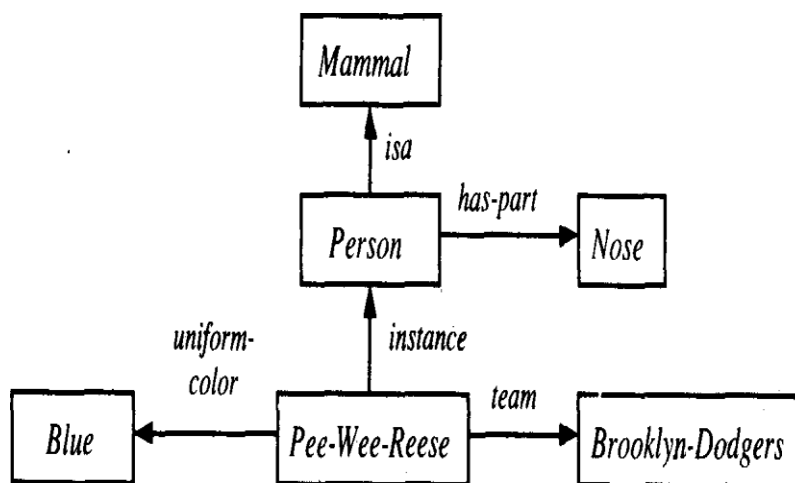 Mammal
isa
has-part
Person
Nose
uniform-
color
instance
team
Blue
Pee-Wee-Reese
Brooklyn-Dodgers